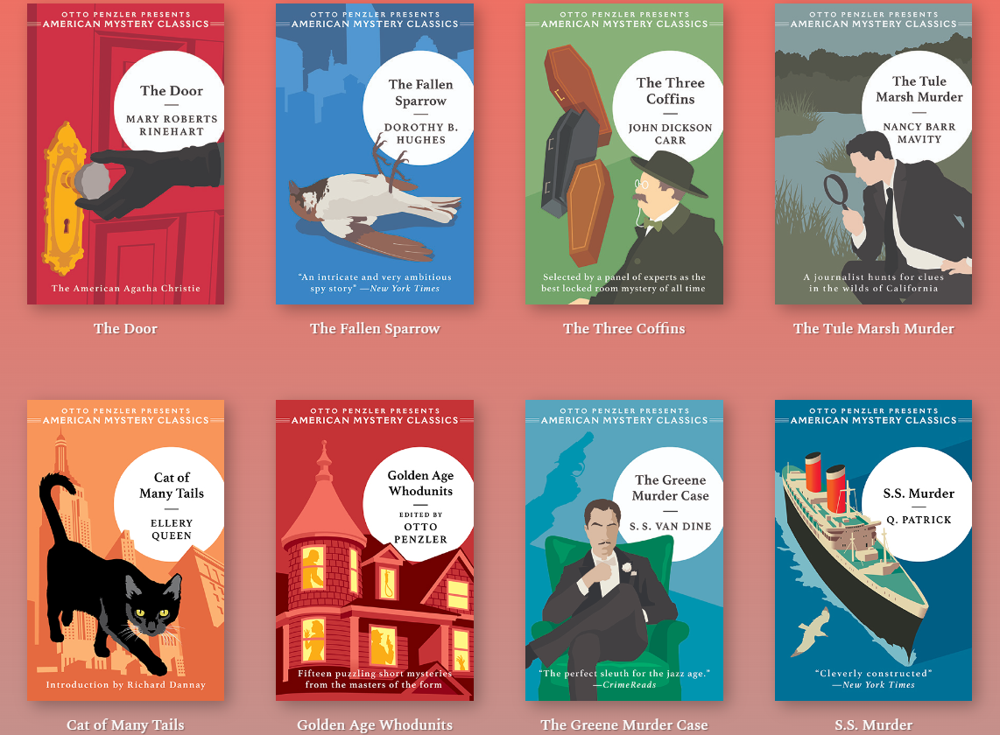 OTTO PENZLER PRESENTS
AMERICAN MYSTERY CLASSICS
The Door
MARY ROBERTS
RINEHART
The American Agatha Christie
The Door
OTTO PENZLER PRESENTS
AMERICAN MYSTERY CLASSICS
The Fallen
Sparrow
DOROTHY B.
HUGHES
“An intricate and very ambitious
spy story” —New York Times
The Fallen Sparrow
OTTO PENZLER PRESENTS
AMERICAN MYSTERY CLASSICS
The Three
Coffins
JOHN DICKSON
CARR
Selected by a panel of experts as the
best locked room mystery of all time
The Three Coffins
OTTO PENZLER PRESENTS
AMERICAN MYSTERY CLASSICS
The Tule
Marsh Murder
NANCY BARR
MAVITY
A journalist hunts for clues
in the wilds of California
The Tule Marsh Murder
OTTO PENZLER PRESENTS
AMERICAN MYSTERY CLASSICS
Cat of
Many Tails
ELLERY
QUEEN
Introduction by Richard Dannay
Cat of Many Tails
OTTO PENZLER PRESENTS
AMERICAN MYSTERY CLASSICS
Golden Age
Whodunits
EDITED BY
OTTO
PENZLER
Fifteen puzzling short mysteries
from the masters of the form
Golden Age Whodunits
OTTO PENZLER PRESENTS
AMERICAN MYSTERY CLASSICS
The Greene
Murder Case
S. S. VAN DINE
“The perfect sleuth for the jazz age.”
—CrimeReads
The Greene Murder Case
OTTO PENZLER PRESENTS
AMERICAN MYSTERY CLASSICS
S.S. Murder
Q. PATRICK
“Cleverly constructed”
—New York Times
S.S. Murder